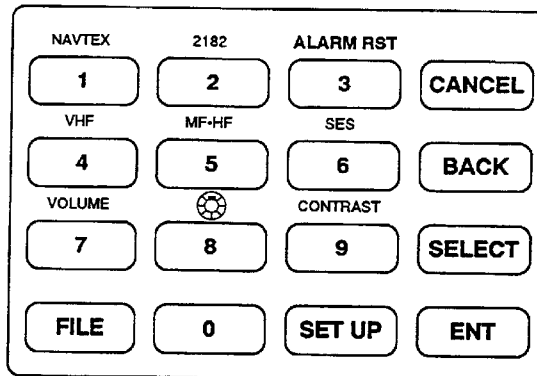 NAVTEX 2182 ALARM RST
1 2 3 CANCEL
VHF MF•HF SES
4 5 6 BACK
VOLUME CONTRAST
7 8 9 SELECT
FILE 0 SET UP ENT